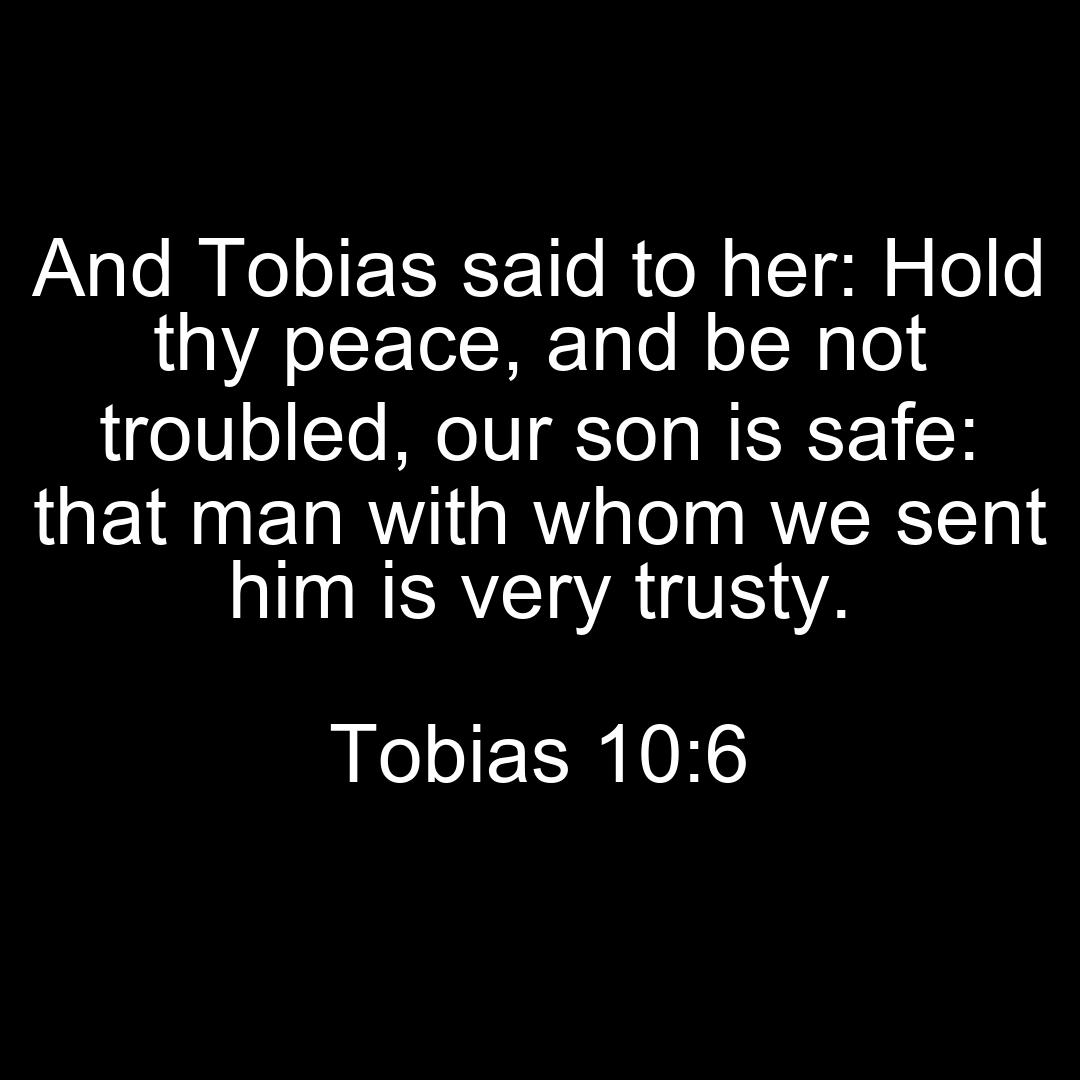 And Tobias said to her: Hold
thy peace, and be not
troubled, our son is safe:
that man with whom we sent
him is very trusty.
Tobias 10:6